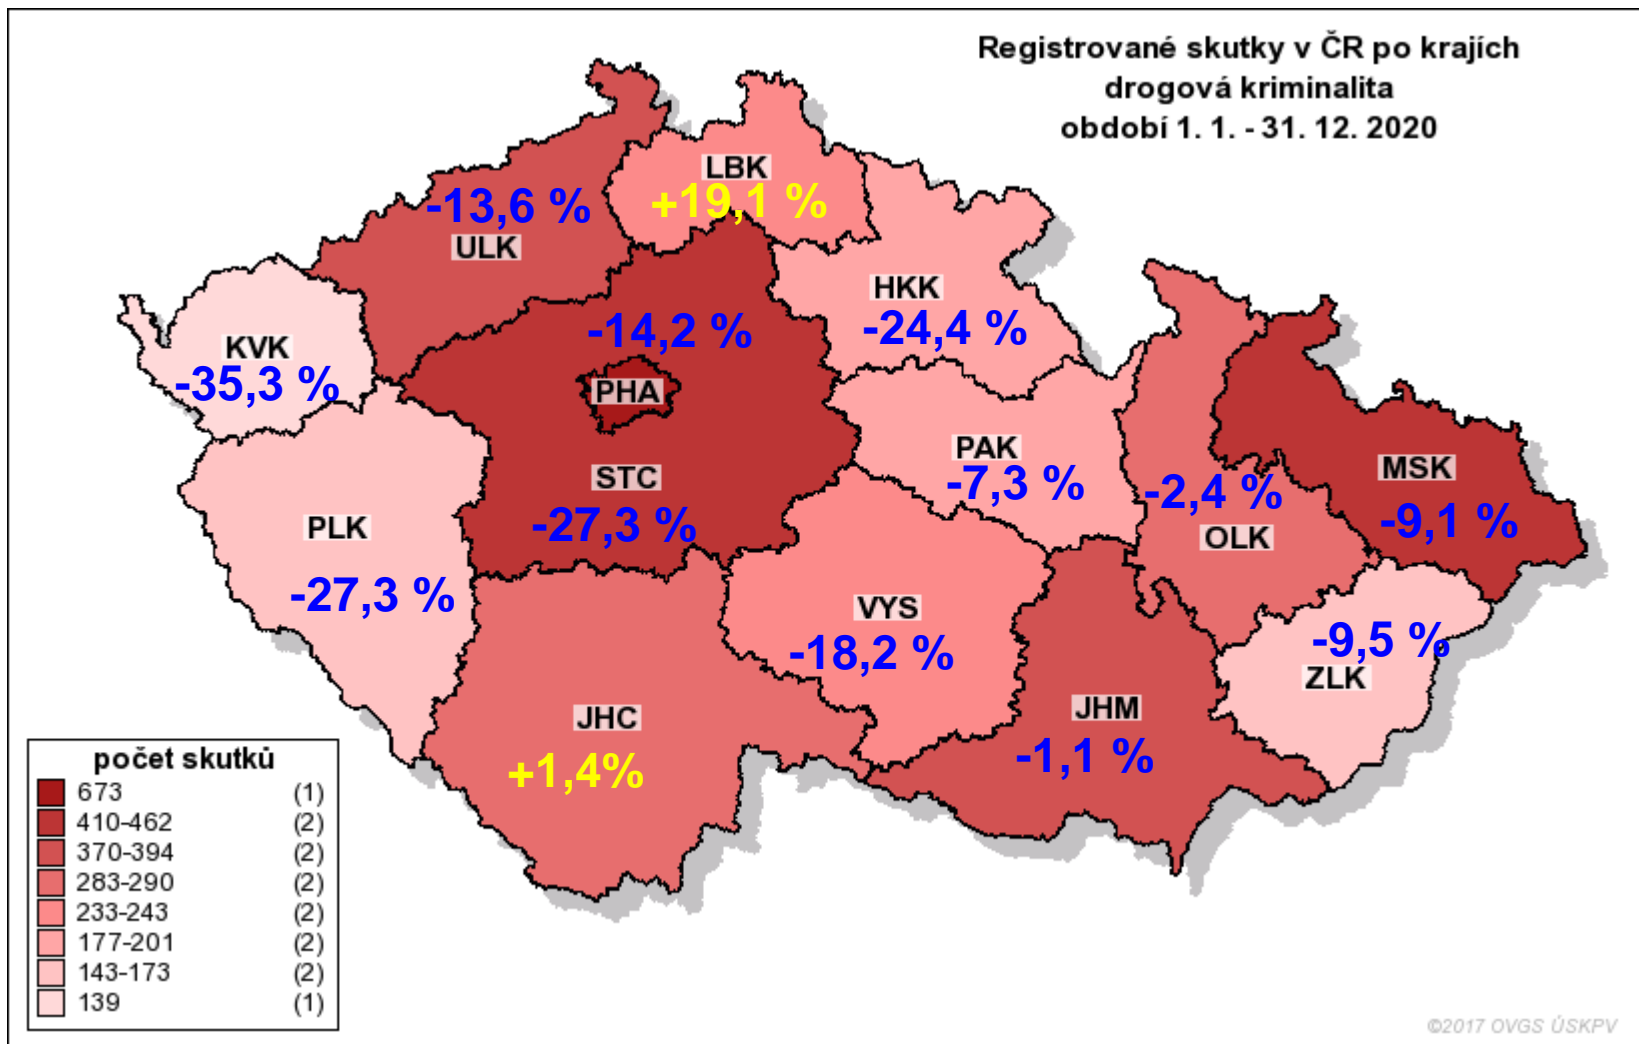 Registrované skutky v ČR po krajích
drogová kriminalita
období 1. 1. - 31. 12. 2020
LBK
+19,1 %
-13,6 %
ULK
HKK
-24,4 %
KVK
-35,3 %
-14,2 %
PHA
STC
-27,3 %
PAK
-7,3 %
-2,4 %
OLK
MSK
-9,1 %
PLK
-27,3 %
VYS
-18,2 %
-9,5 %
ZLK
JHC
+1,4%
JHM
-1,1 %
počet skutků
673 (1)
410-462 (2)
370-394 (2)
283-290 (2)
233-243 (2)
177-201 (2)
143-173 (2)
139 (1)
©2017 OVGS ÚSKPV